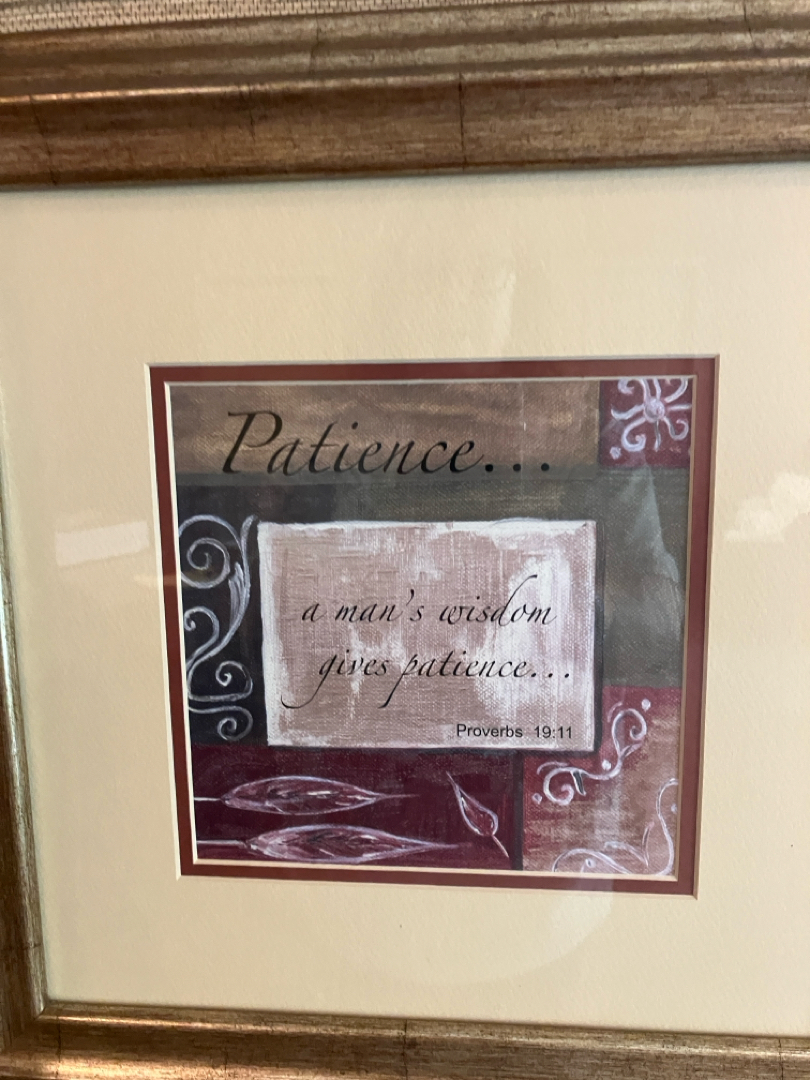 Patience...
a man's wisdom
gives patience...
Proverbs 19:11